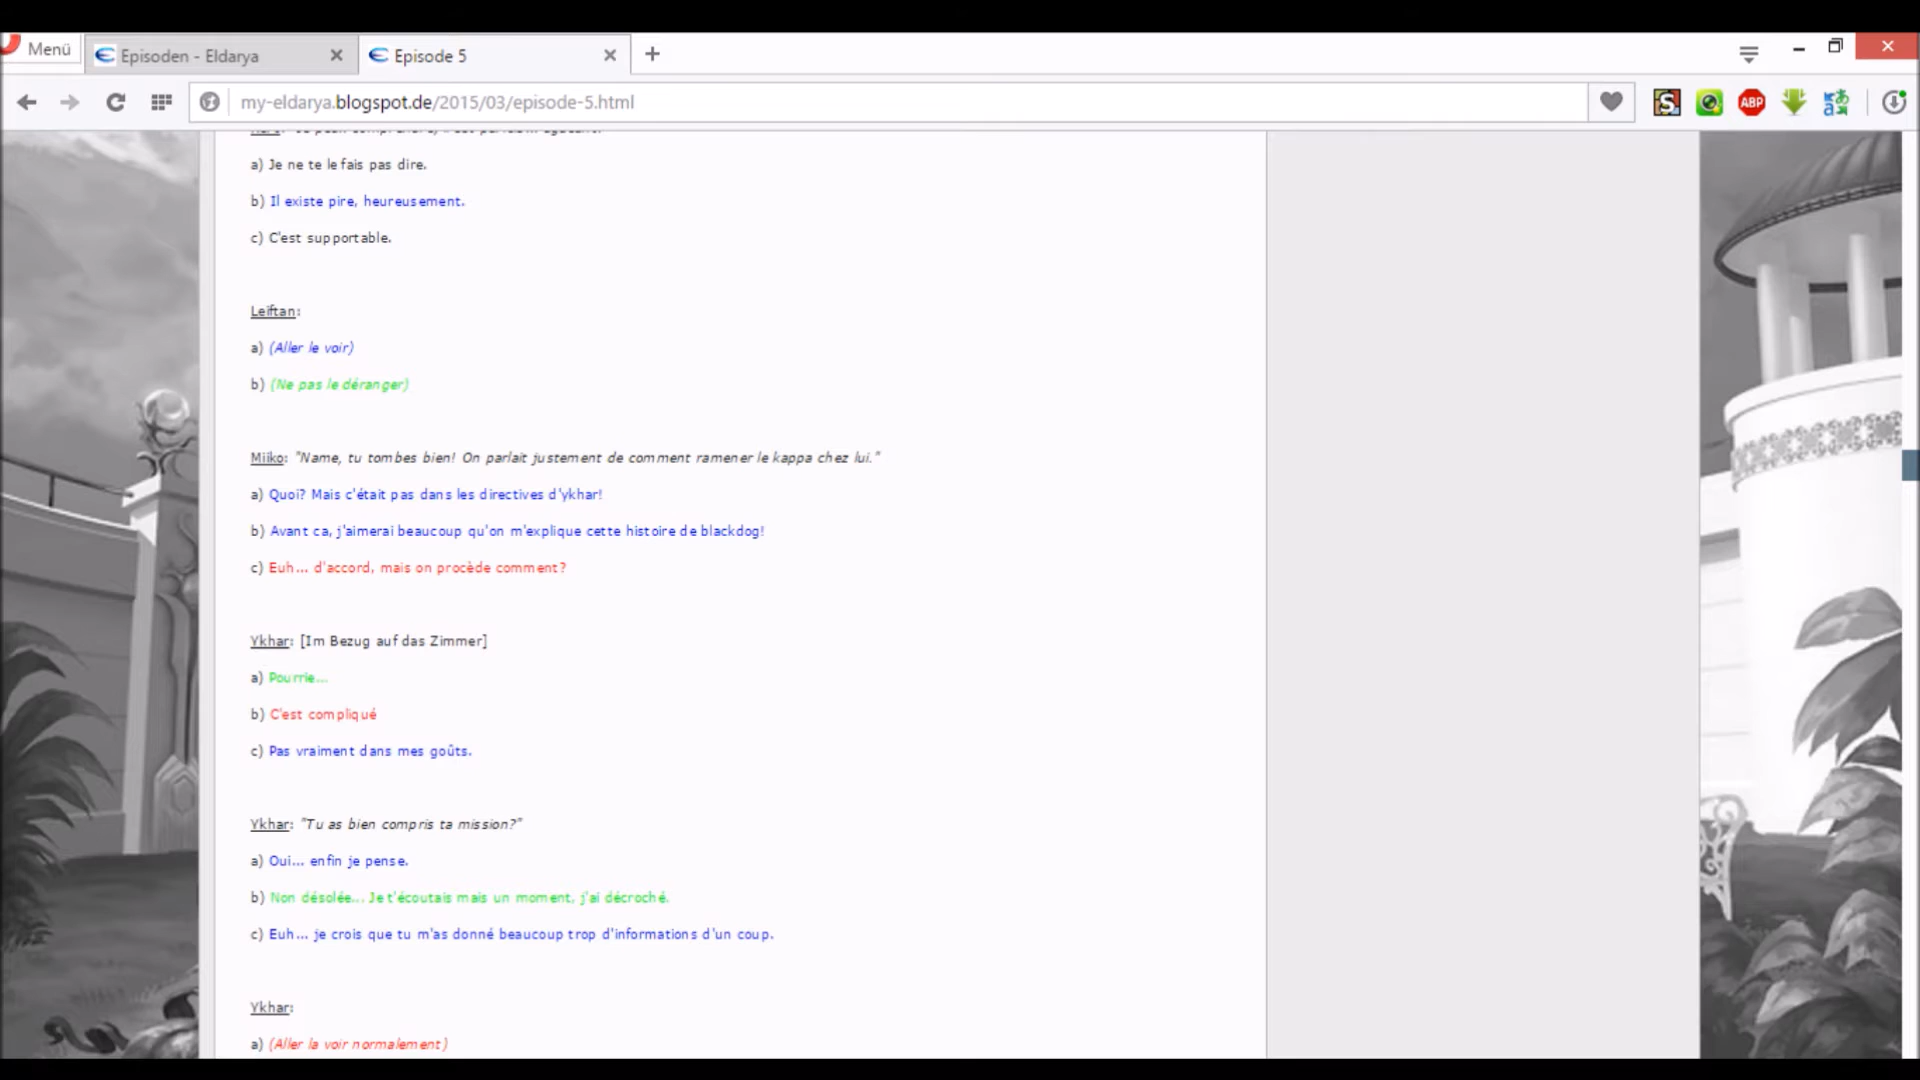 Menü
Episoden - Eldarya
Episode 5
my-eldarya.blogspot.de/2015/03/episode-5.html
S
ABP
a) Je ne te le fais pas dire.
b) Il existe pire, heureusement.
c) C'est supportable.
Leiftan:
a) (Aller le voir)
b) (Ne pas le déranger)
Miiko: "Name, tu tombes bien! On parlait justement de comment ramener le kappa chez lui."
a) Quoi? Mais c'était pas dans les directives d'ykhar!
b) Avant ca, j'aimerai beaucoup qu'on m'explique cette histoire de blackdog!
c) Euh... d'accord, mais on procède comment?
Ykhar: [Im Bezug auf das Zimmer]
a) Pourrie...
b) C'est compliqué
c) Pas vraiment dans mes goûts.
Ykhar: "Tu as bien compris ta mission?"
a) Oui... enfin je pense.
b) Non désolée... Je t'écoutais mais un moment, j'ai décroché.
c) Euh... je crois que tu m'as donné beaucoup trop d'informations d'un coup.
Ykhar:
a) (Aller la voir normalement)